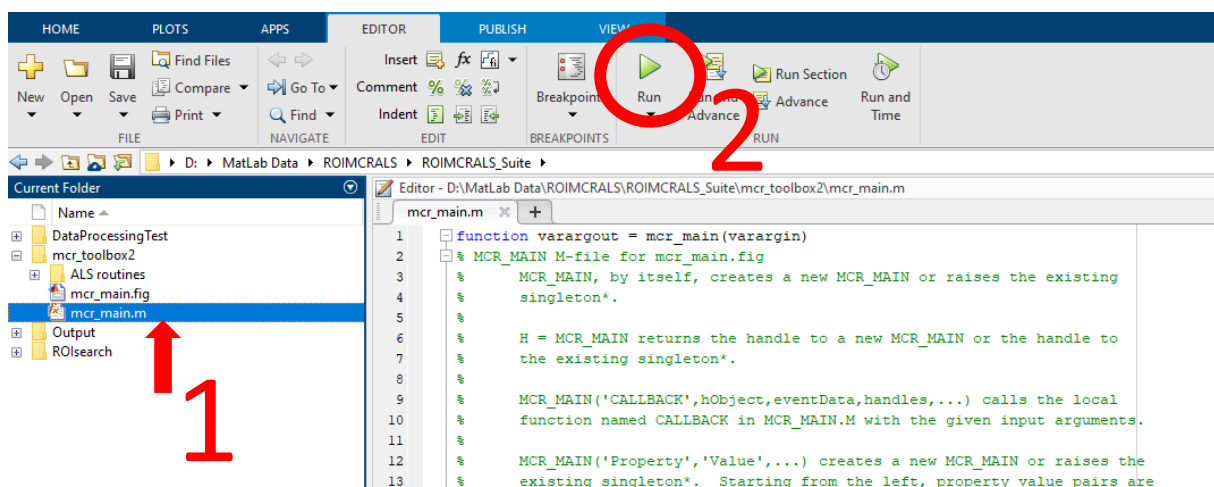 HOME PLOTS APPS EDITOR PUBLISH VIEW
Find Files Insert fx
Compare Go To Comment % Run Section
New Open Save Print Find Indent Breakpoints Run Run and Advance Advance Run and Time
FILE NAVIGATE EDIT BREAKPOINTS RUN
2
D: MatLab Data ROIMCRALS ROIMCRALS_Suite
Current Folder
Name
DataProcessingTest
mcr_toolbox2
ALS routines
mcr_main.fig
mcr_main.m
Output
ROIsearch
1
Editor - D:\MatLab Data\ROIMCRALS\ROIMCRALS_Suite\mcr_toolbox2\mcr_main.m
mcr_main.m +
1 function varargout = mcr_main(varargin)
2 % MCR_MAIN M-file for mcr_main.fig
3 % MCR_MAIN, by itself, creates a new MCR_MAIN or raises the existing
4 % singleton*.
5 %
6 % H = MCR_MAIN returns the handle to a new MCR_MAIN or the handle to
7 % the existing singleton*.
8 %
9 % MCR_MAIN('CALLBACK',hObject,eventData,handles,...) calls the local
10 % function named CALLBACK in MCR_MAIN.M with the given input arguments.
11 %
12 % MCR_MAIN('Property','Value',...) creates a new MCR_MAIN or raises the
13 % existing singleton*. Starting from the left, property value pairs are